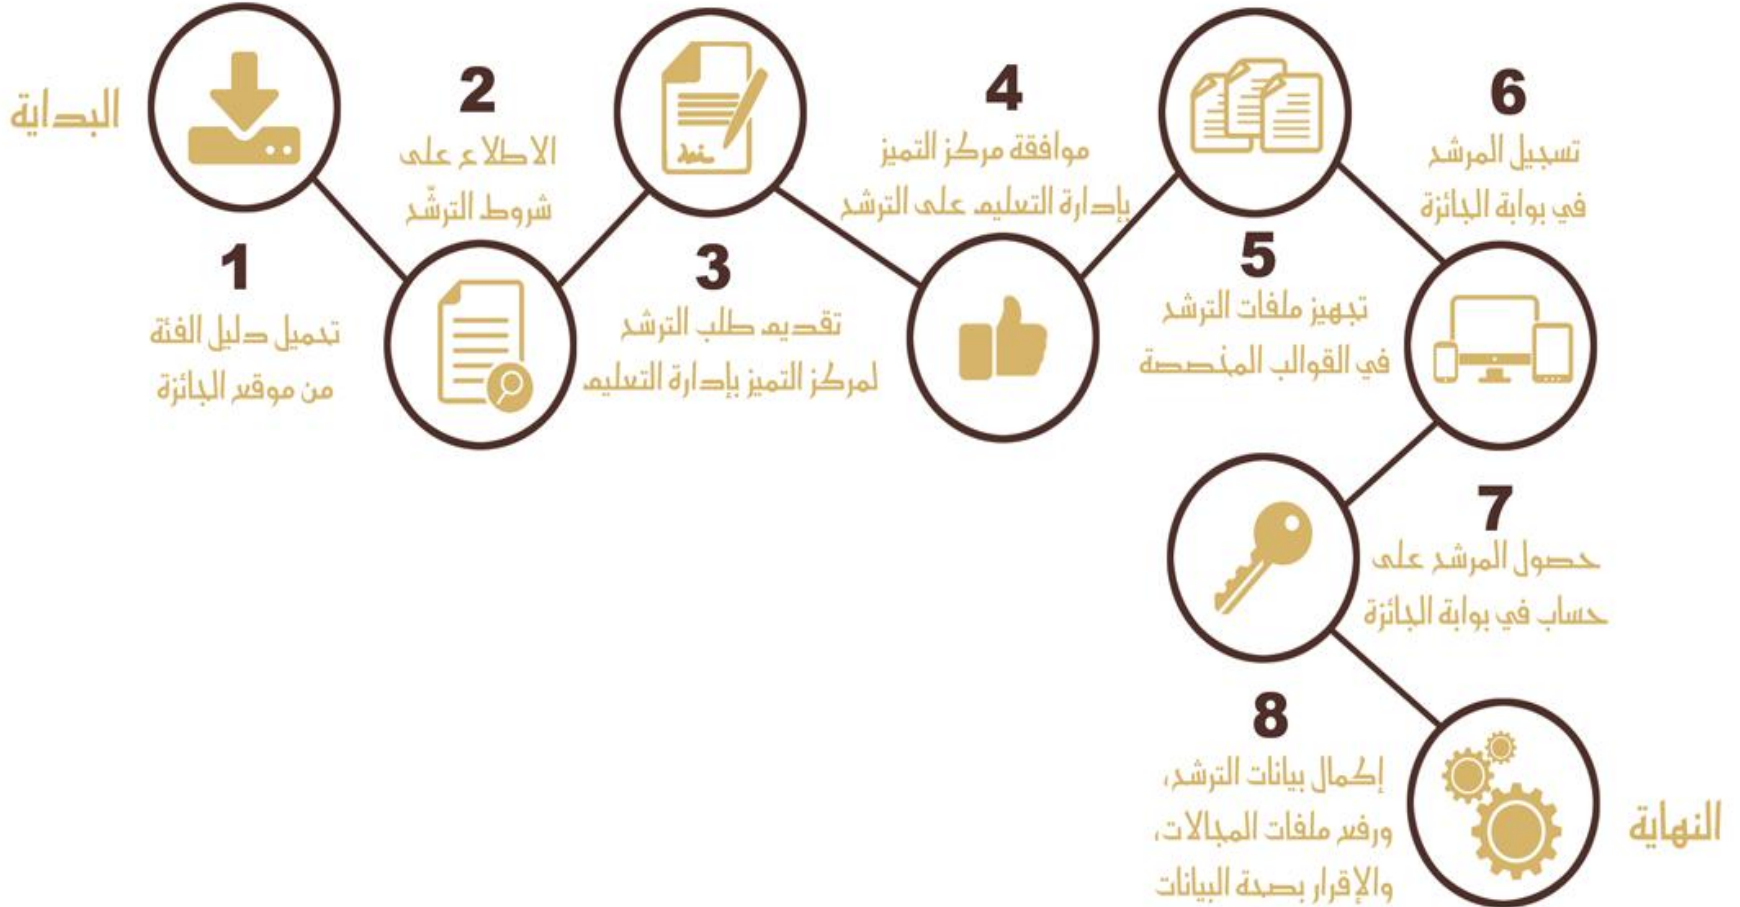 البداية
1
تحميل دليل الفئة
من موقع الجائزة
2
الاطلاع على
شروط الترشّح
3
تقديم طلب الترشح
لمركز التميز بإدارة التعليم
4
موافقة مركز التميز
بإدارة التعليم على الترشح
5
تجهيز ملفات الترشح
في القوالب المخصصة
6
تسجيل المرشح
في بوابة الجائزة
7
حصول المرشح على
حساب في بوابة الجائزة
8
إكمال بيانات الترشح،
ورفع ملفات المجالات،
والإقرار بصحة البيانات
النهاية